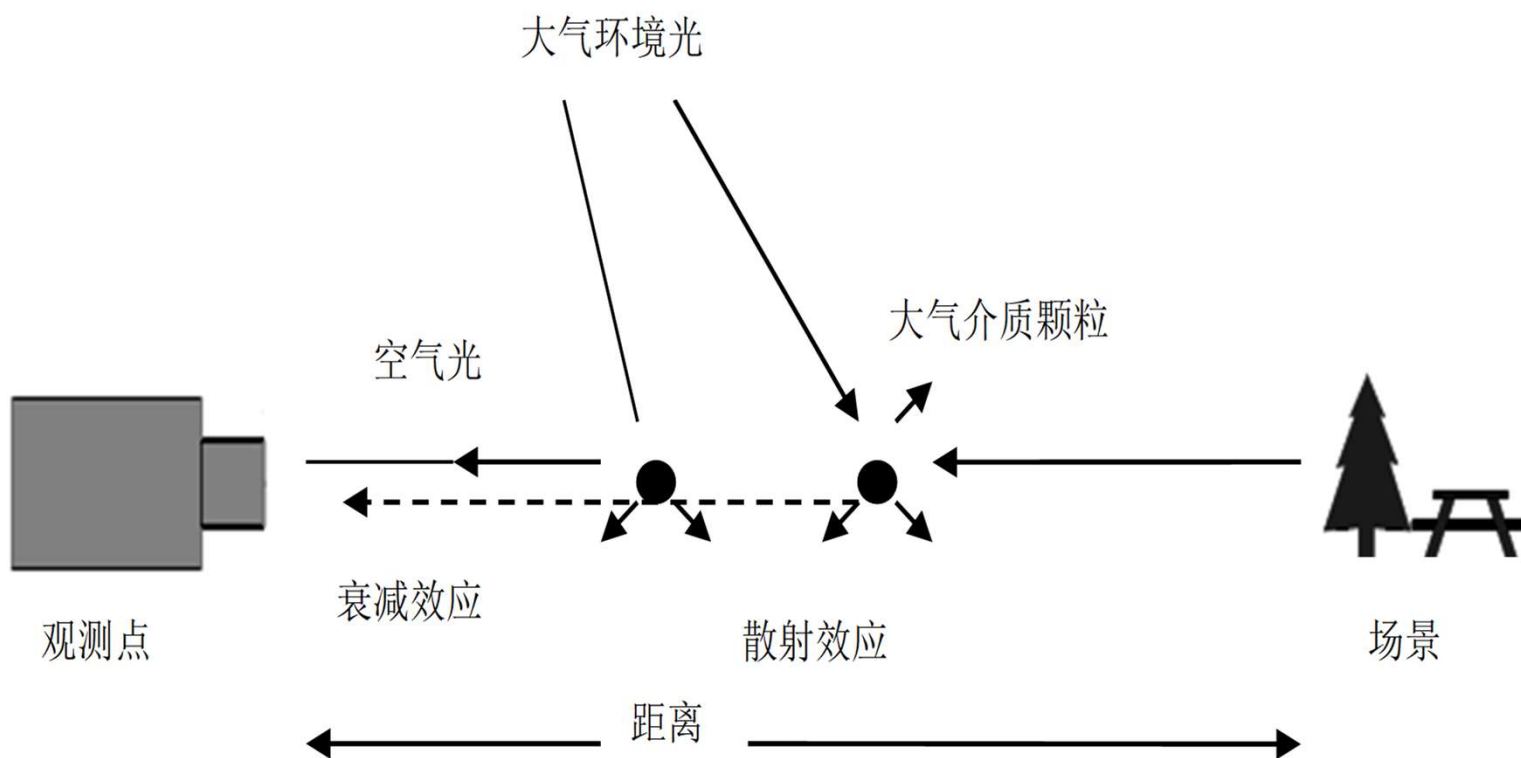 大气环境光
大气介质颗粒
空气光
衰减效应
观测点
散射效应
场景
距离